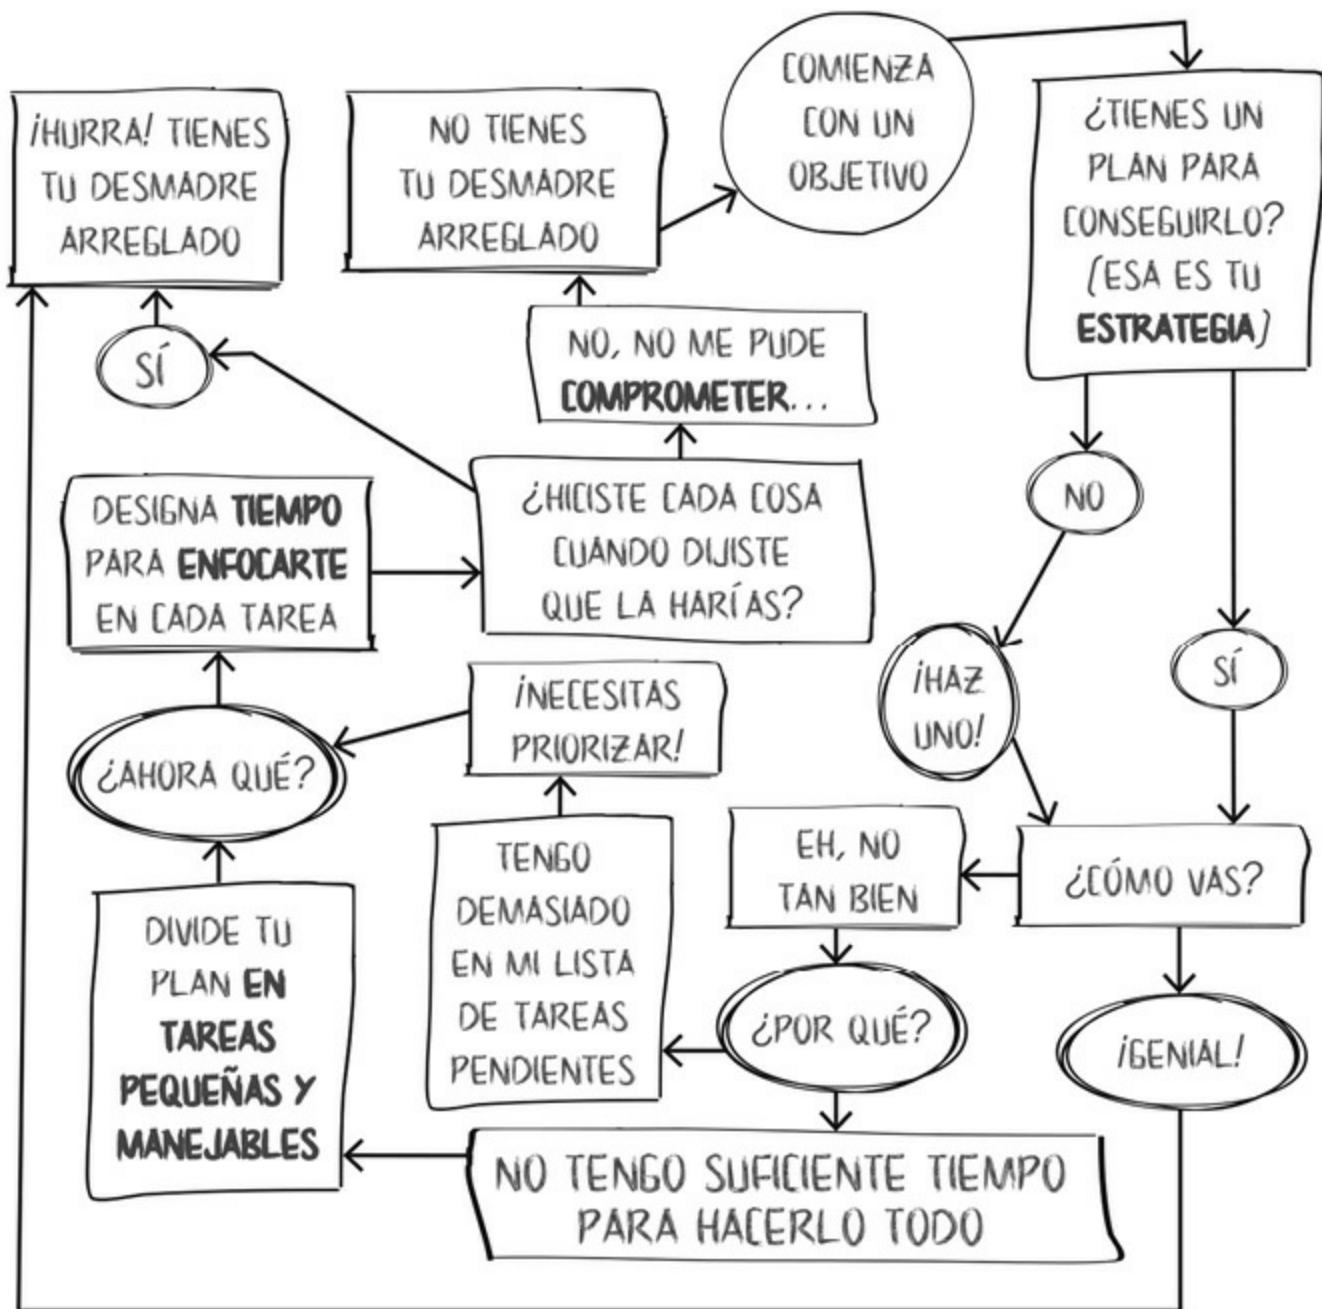 ¡HURRA! TIENES
TU DESMADRE
ARREGLADO
NO TIENES
TU DESMADRE
ARREGLADO
COMIENZA
CON UN
OBJETIVO
¿TIENES UN
PLAN PARA
CONSEGUIRLO?
(ESA ES TU
ESTRATEGIA)
SÍ
NO, NO ME PUDE
COMPROMETER...
NO
DESIGNA TIEMPO
PARA ENFOCARTE
EN CADA TAREA
¿HICISTE CADA COSA
CUANDO DIJISTE
QUE LA HARÍAS?
¡HAZ
UNO!
SÍ
¡NECESITAS
PRIORIZAR!
¿AHORA QUÉ?
TENGO
DEMASIADO
EN MI LISTA
DE TAREAS
PENDIENTES
EH, NO
TAN BIEN
¿CÓMO VAS?
DIVIDE TU
PLAN EN
TAREAS
PEQUEÑAS Y
MANEJABLES
¿POR QUÉ?
¡GENIAL!
NO TENGO SUFICIENTE TIEMPO
PARA HACERLO TODO